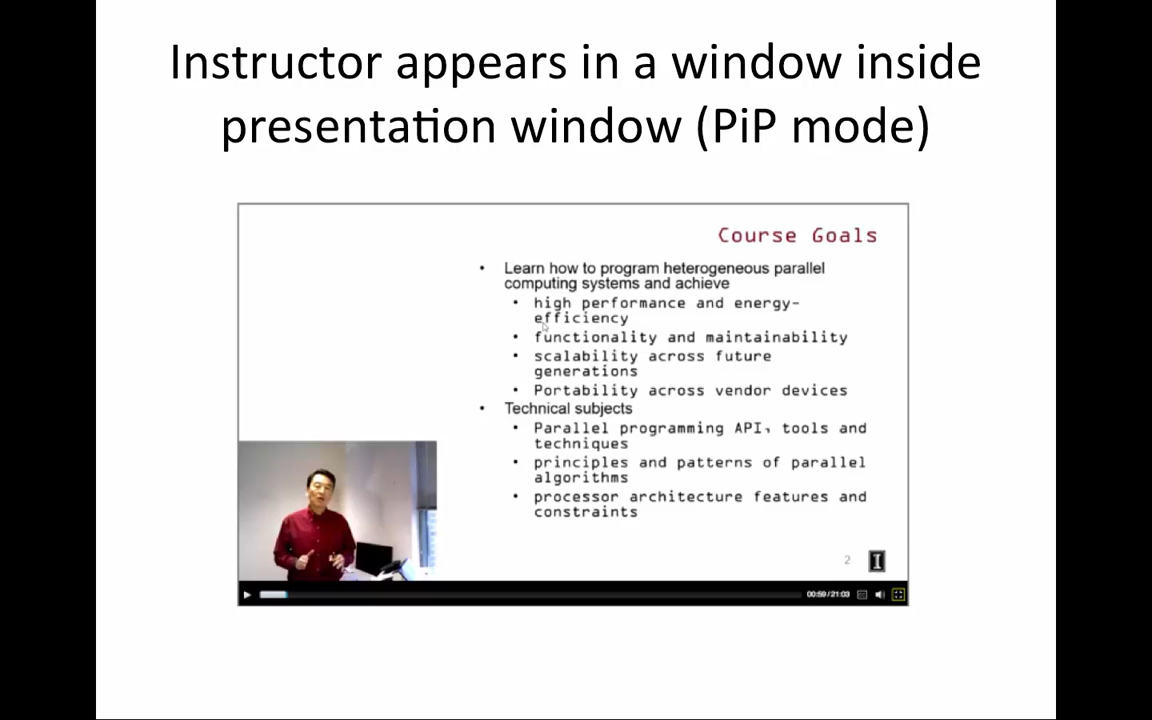 Instructor appears in a window inside
presentation window (PiP mode)
Course Goals
• Learn how to program heterogeneous parallel
computing systems and achieve
• high performance and energy-
efficiency
• functionality and maintainability
• scalability across future
generations
• Portability across vendor devices
• Technical subjects
• Parallel programming API, tools and
techniques
• principles and patterns of parallel
algorithms
• processor architecture features and
constraints
2
I
00:59/21:03